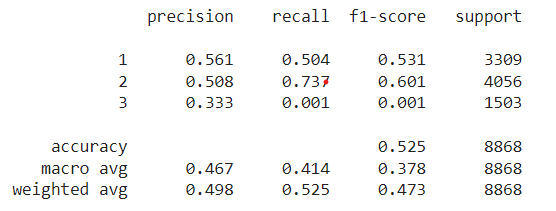 precision recall f1-score support
1 0.561 0.504 0.531 3309
2 0.508 0.737 0.601 4056
3 0.333 0.001 0.001 1503
accuracy 0.525 8868
macro avg 0.467 0.414 0.378 8868
weighted avg 0.498 0.525 0.473 8868